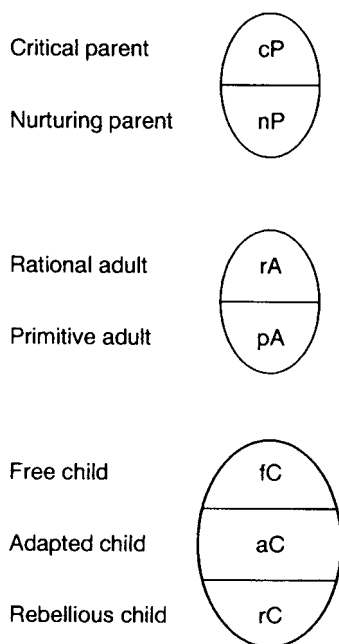 Critical parent cP
Nurturing parent nP
Rational adult rA
Primitive adult pA
Free child fC
Adapted child aC
Rebellious child rC